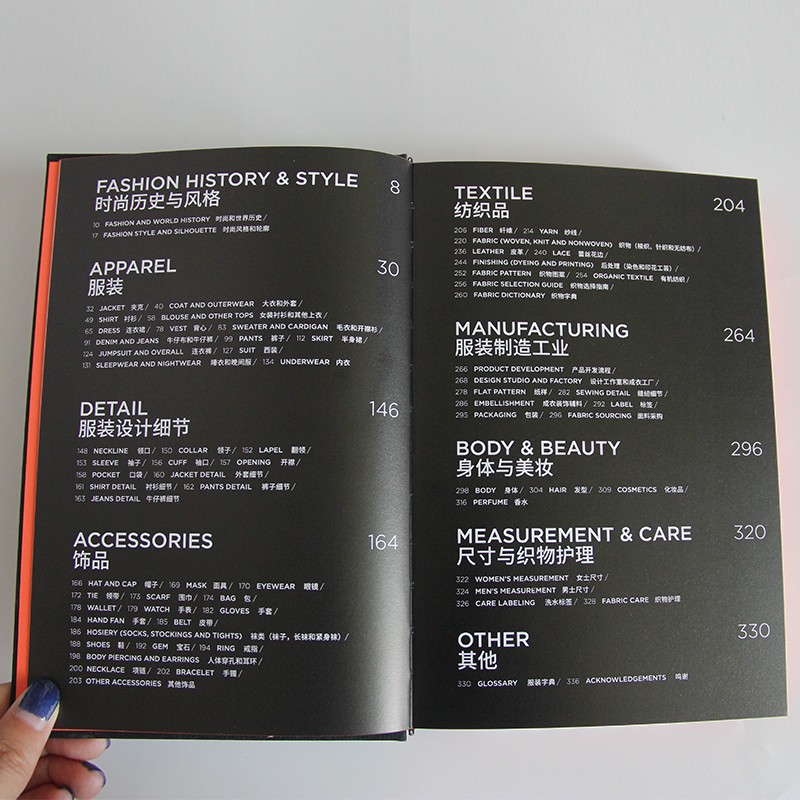 FASHION HISTORY & STYLE 8
时尚历史与风格
10 FASHION AND WORLD HISTORY 时尚和世界历史 /
17 FASHION STYLE AND SILHOUETTE 时尚风格和轮廓
APPAREL 30
服装
32 JACKET 夹克 / 40 COAT AND OUTERWEAR 大衣和外套 /
49 SHIRT 衬衫 / 58 BLOUSE AND OTHER TOPS 女装衬衫和其他上衣 /
65 DRESS 连衣裙 / 78 VEST 背心 / 83 SWEATER AND CARDIGAN 毛衣和开襟衫 /
91 DENIM AND JEANS 牛仔布和牛仔裤 / 99 PANTS 裤子 / 112 SKIRT 半身裙 /
124 JUMPSUIT AND OVERALL 连衣裤 / 127 SUIT 西装 /
131 SLEEPWEAR AND NIGHTWEAR 睡衣和晚间服 / 134 UNDERWEAR 内衣
DETAIL 146
服装设计细节
148 NECKLINE 领口 / 150 COLLAR 领子 / 152 LAPEL 翻领 /
153 SLEEVE 袖子 / 156 CUFF 袖口 / 157 OPENING 开襟 /
158 POCKET 口袋 / 160 JACKET DETAIL 外套细节 /
161 SHIRT DETAIL 衬衫细节 / 162 PANTS DETAIL 裤子细节 /
163 JEANS DETAIL 牛仔裤细节
ACCESSORIES 164
饰品
166 HAT AND CAP 帽子 / 169 MASK 面具 / 170 EYEWEAR 眼镜 /
172 TIE 领带 / 173 SCARF 围巾 / 174 BAG 包 /
178 WALLET / 179 WATCH 手表 / 182 GLOVES 手套 /
184 HAND FAN 手套 / 185 BELT 皮带 /
186 HOSIERY (SOCKS, STOCKINGS AND TIGHTS) 袜类（袜子，长袜和紧身裤） /
188 SHOES 鞋 / 192 GEM 宝石 / 194 RING 戒指 /
198 BODY PIERCING AND EARRINGS 人体穿孔和耳环 /
200 NECKLACE 项链 / 202 BRACELET 手镯 /
203 OTHER ACCESSORIES 其他饰品
TEXTILE 204
纺织品
206 FIBER 纤维 / 214 YARN 纱线 /
220 FABRIC (WOVEN, KNIT AND NONWOVEN) 织物（梭织、针织和无纺布） /
236 LEATHER 皮革 / 240 LACE 蕾丝花边 /
244 FINISHING (DYEING AND PRINTING) 后处理（染色和印花工艺） /
252 FABRIC PATTERN 织物图案 / 254 ORGANIC TEXTILE 有机纺织 /
256 FABRIC SELECTION GUIDE 织物选择指南 /
260 FABRIC DICTIONARY 织物字典
MANUFACTURING 264
服装制造工业
266 PRODUCT DEVELOPMENT 产品开发流程 /
268 DESIGN STUDIO AND FACTORY 设计工作室和成衣工厂 /
278 FLAT PATTERN 纸样 / 282 SEWING DETAIL 缝纫细节 /
286 EMBELLISHMENT 成衣装饰辅料 / 292 LABEL 标签 /
295 PACKAGING 包装 / 296 FABRIC SOURCING 面料采购
BODY & BEAUTY 296
身体与美妆
298 BODY 身体 / 304 HAIR 发型 / 309 COSMETICS 化妆品 /
316 PERFUME 香水
MEASUREMENT & CARE 320
尺寸与织物护理
322 WOMEN'S MEASUREMENT 女士尺寸 /
324 MEN'S MEASUREMENT 男士尺寸 /
326 CARE LABELING 洗水标签 / 328 FABRIC CARE 织物护理
OTHER 330
其他
330 GLOSSARY 服装字典 / 336 ACKNOWLEDGEMENTS 鸣谢